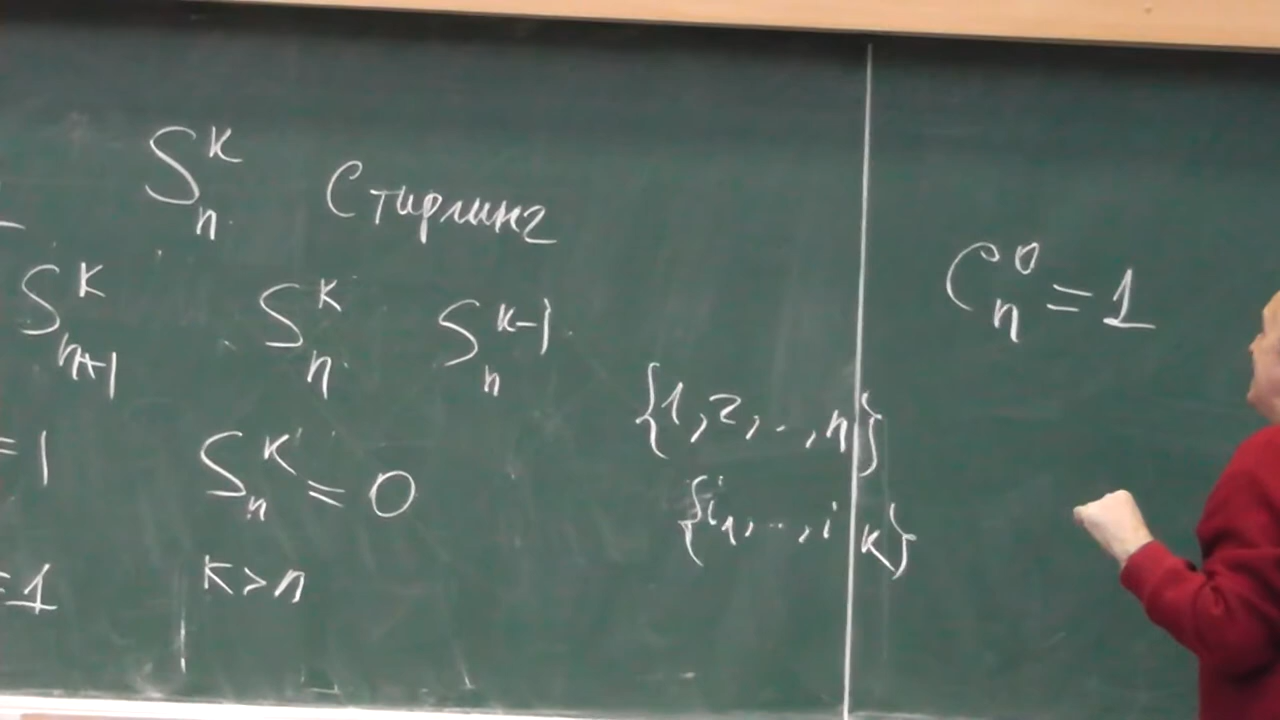 S_n^k Стирлинг
S_{n+1}^k S_n^k S_n^{k-1}
{1,2,...,n}
=1 S_n^k = 0
{i_1,...,i_k}
=1 k>n
C_n^0 = 1